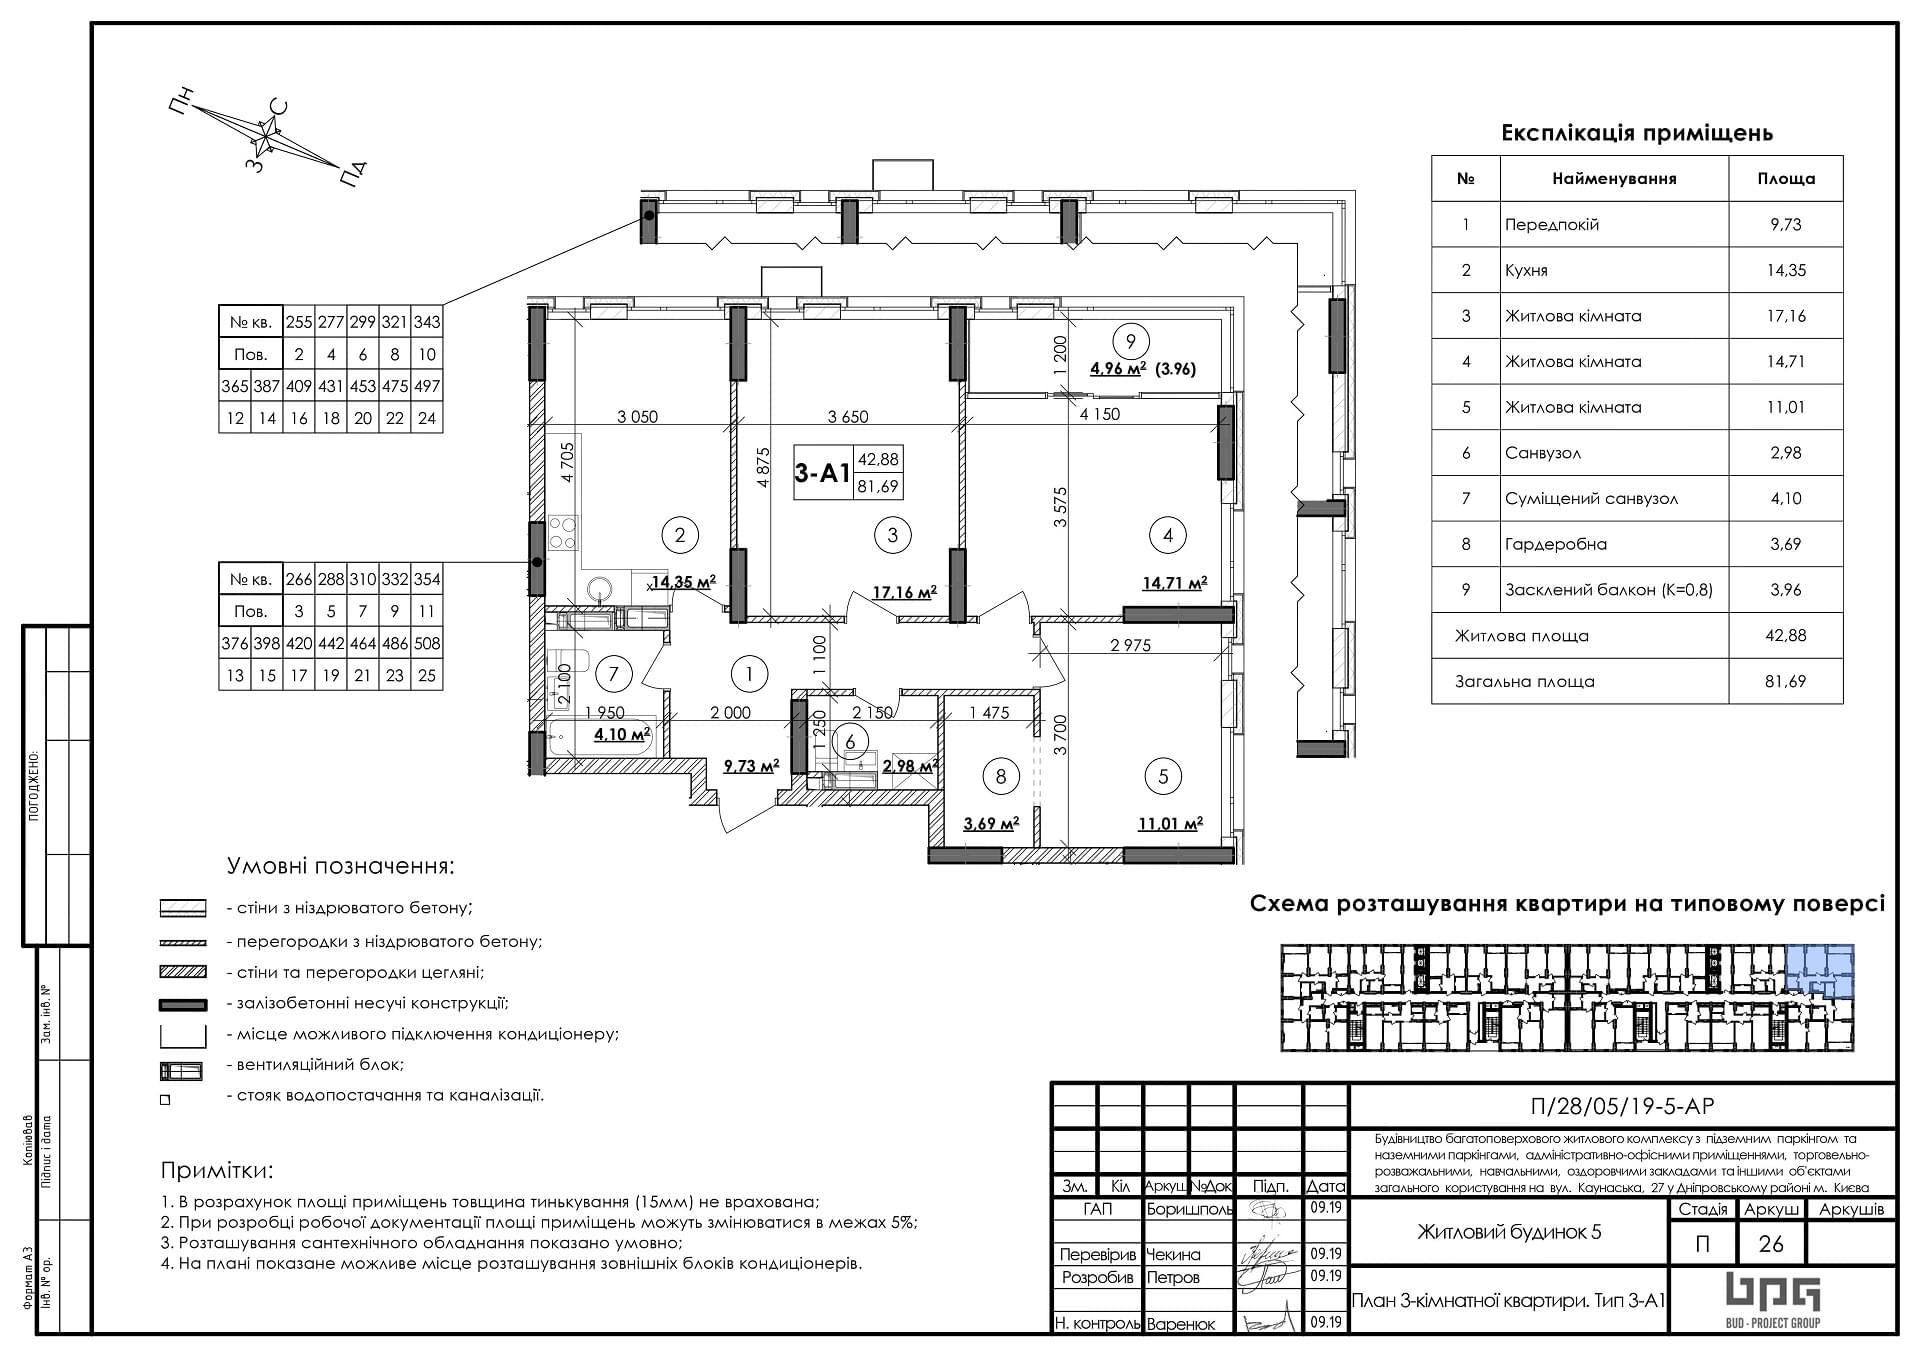 Пн
С
З
Пд
Експлікація приміщень
№ Найменування Площа
1 Передпокій 9,73
2 Кухня 14,35
3 Житлова кімната 17,16
4 Житлова кімната 14,71
5 Житлова кімната 11,01
6 Санвузол 2,98
7 Суміщений санвузол 4,10
8 Гардеробна 3,69
9 Засклений балкон (К=0,8) 3,96
Житлова площа 42,88
Загальна площа 81,69
№ кв. 255 277 299 321 343
Пов. 2 4 6 8 10
365 387 409 431 453 475 497
12 14 16 18 20 22 24
№ кв. 266 288 310 332 354
Пов. 3 5 7 9 11
376 398 420 442 464 486 508
13 15 17 19 21 23 25
9
1 200
4,96 м² (3.96)
3 050
3 650
4 150
4 705
4 875
3-А1
42,88
81,69
3 575
2
3
4
14,35 м²
17,16 м²
14,71 м²
2 975
1 100
7
1
2 100
1 950
2 000
2 150
1 475
1 250
3 700
4,10 м²
6
9,73 м²
2,98 м²
8
5
3,69 м²
11,01 м²
Умовні позначення:
- стіни з ніздрюватого бетону;
- перегородки з ніздрюватого бетону;
- стіни та перегородки цегляні;
- залізобетонні несучі конструкції;
- місце можливого підключення кондиціонеру;
- вентиляційний блок;
- стояк водопостачання та каналізації.
Примітки:
1. В розрахунок площі приміщень товщина тинькування (15мм) не врахована;
2. При розробці робочої документації площі приміщень можуть змінюватися в межах 5%;
3. Розташування сантехнічного обладнання показано умовно;
4. На плані показане можливе місце розташування зовнішніх блоків кондиціонерів.
Схема розташування квартири на типовому поверсі
П/28/05/19-5-АР
Будівництво багатоповерхового житлового комплексу з підземним паркінгом та
наземними паркінгами, адміністративно-офісними приміщеннями, торговельно-
розважальними, навчальними, оздоровчими закладами та іншими об'єктами
загального користування на вул. Каунаська, 27 у Дніпровському районі м. Києва
Зм. Кіл Аркуш №Док Підп. Дата
ГАП Боришполь 09.19
Перевірив Чекина 09.19
Розробив Петров 09.19
Н. контроль Варенюк 09.19
Житловий будинок 5
Стадія Аркуш Аркушів
П 26
План 3-кімнатної квартири. Тип 3-А1
bpg
BUD - PROJECT GROUP
ПОГОДЖЕНО:
Зам. інв. №
Підпис і дата
Інв. № ор.
Копіював
Формат А3